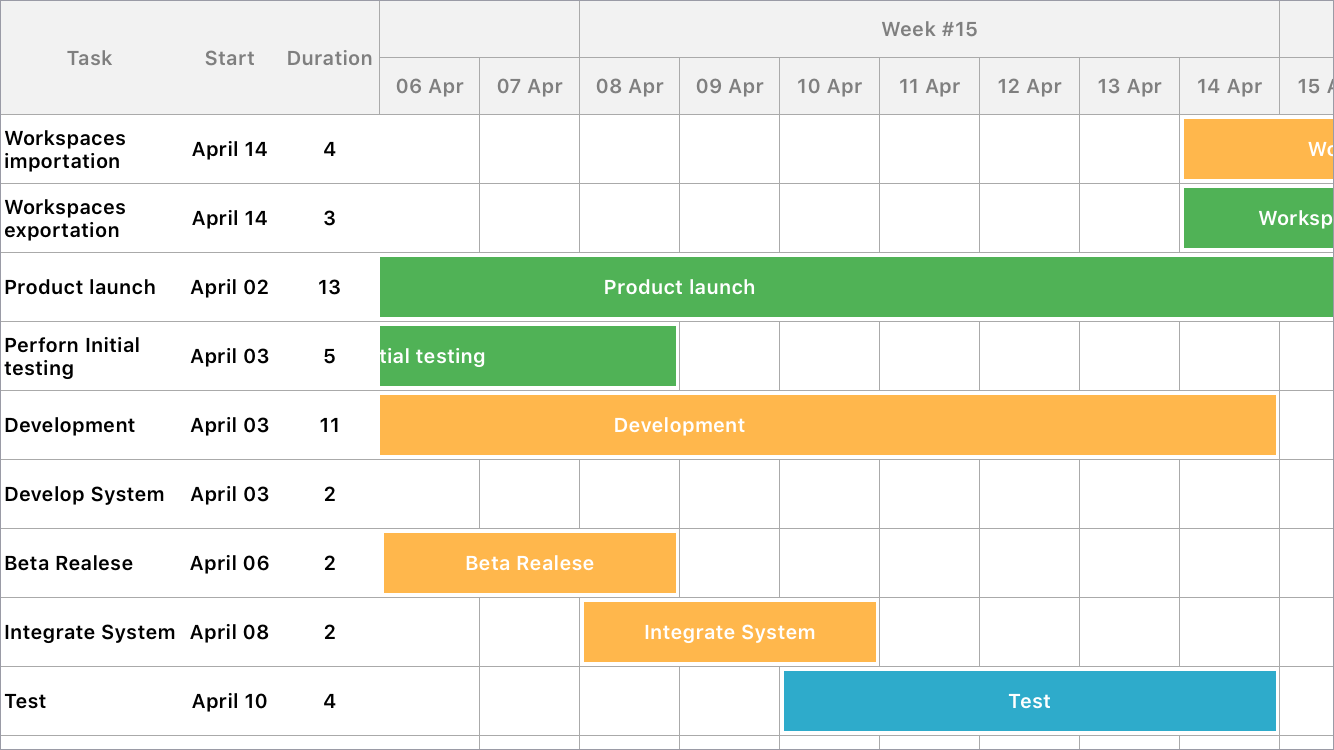 Task Start Duration
Week #15
06 Apr 07 Apr 08 Apr 09 Apr 10 Apr 11 Apr 12 Apr 13 Apr 14 Apr 15 A
Workspaces
importation
April 14 4
Wo
Workspaces
exportation
April 14 3
Worksp
Product launch April 02 13 Product launch
Perforn Initial
testing
April 03 5
tial testing
Development April 03 11 Development
Develop System April 03 2
Beta Realese April 06 2 Beta Realese
Integrate System April 08 2 Integrate System
Test April 10 4 Test